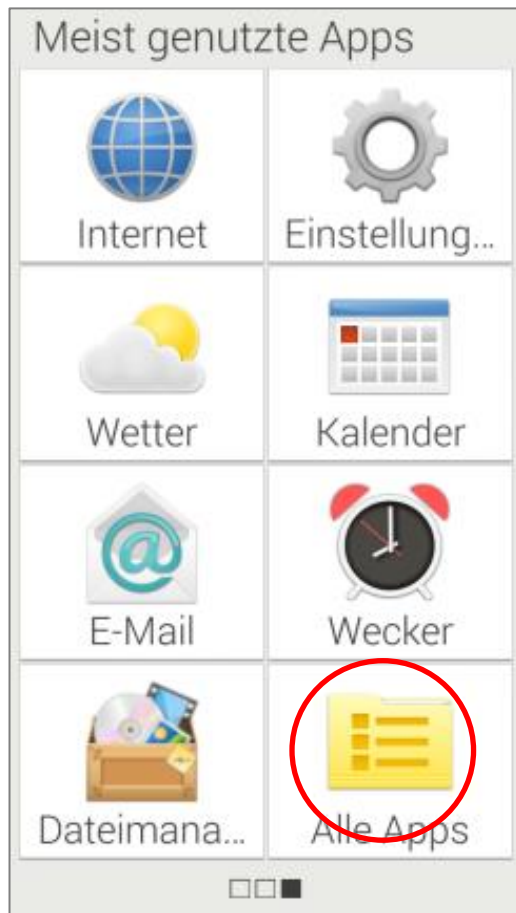 Meist genutzte Apps
Internet
Einstellung...
Wetter
Kalender
E-Mail
Wecker
Dateimana...
Alle Apps